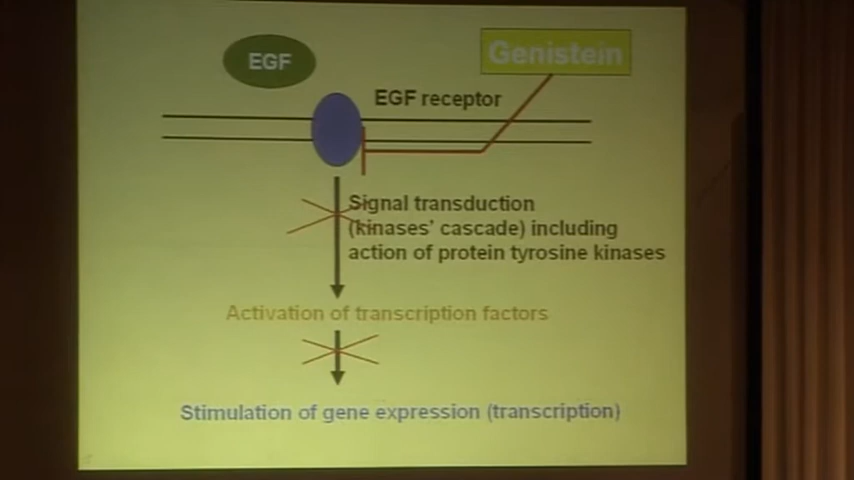 EGF
Genistein
EGF receptor
Signal transduction
(kinases' cascade) including
action of protein tyrosine kinases
Activation of transcription factors
Stimulation of gene expression (transcription)